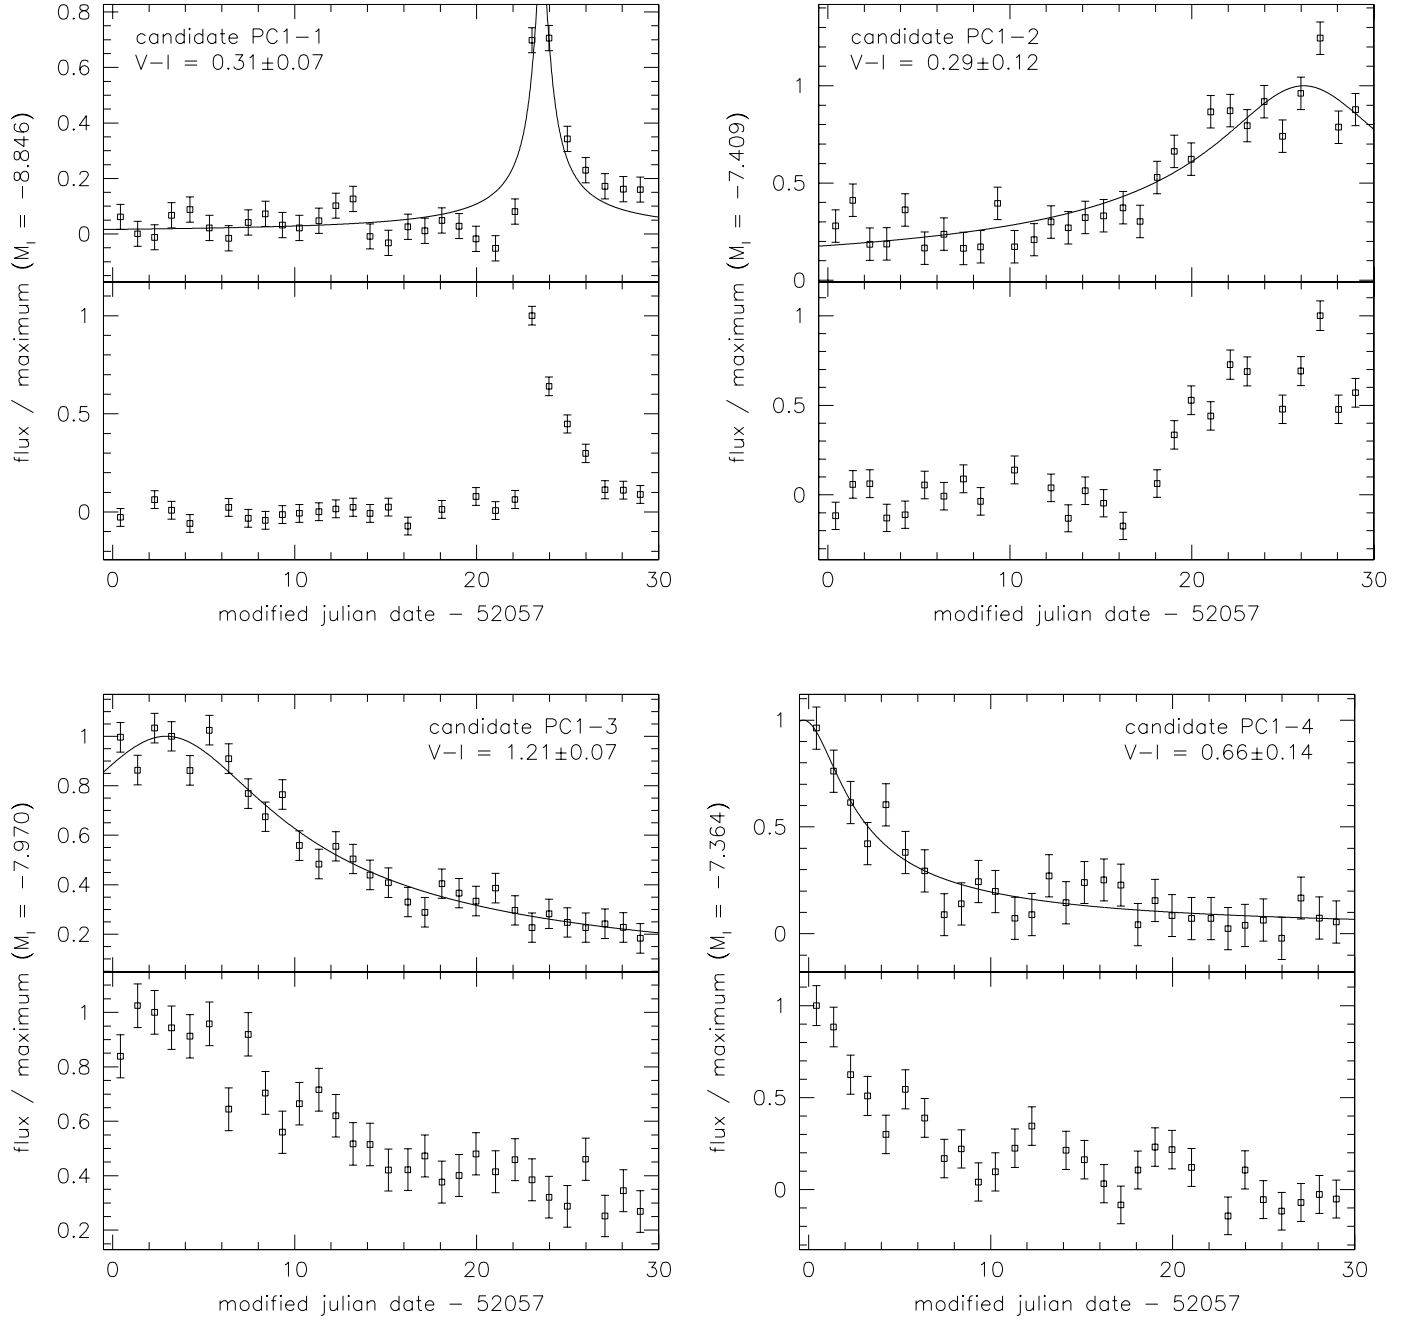 candidate PC1-1
V-I = 0.31±0.07
0.8
0.6
0.4
0.2
0
1
0.5
0
flux / maximum (M_I = -8.846)
0
10
20
30
modified julian date - 52057
candidate PC1-2
V-I = 0.29±0.12
1
0.5
0
1
0.5
0
flux / maximum (M_I = -7.409)
0
10
20
30
modified julian date - 52057
candidate PC1-3
V-I = 1.21±0.07
1
0.8
0.6
0.4
0.2
1
0.8
0.6
0.4
0.2
flux / maximum (M_I = -7.970)
0
10
20
30
modified julian date - 52057
candidate PC1-4
V-I = 0.66±0.14
1
0.5
0
1
0.5
0
flux / maximum (M_I = -7.364)
0
10
20
30
modified julian date - 52057